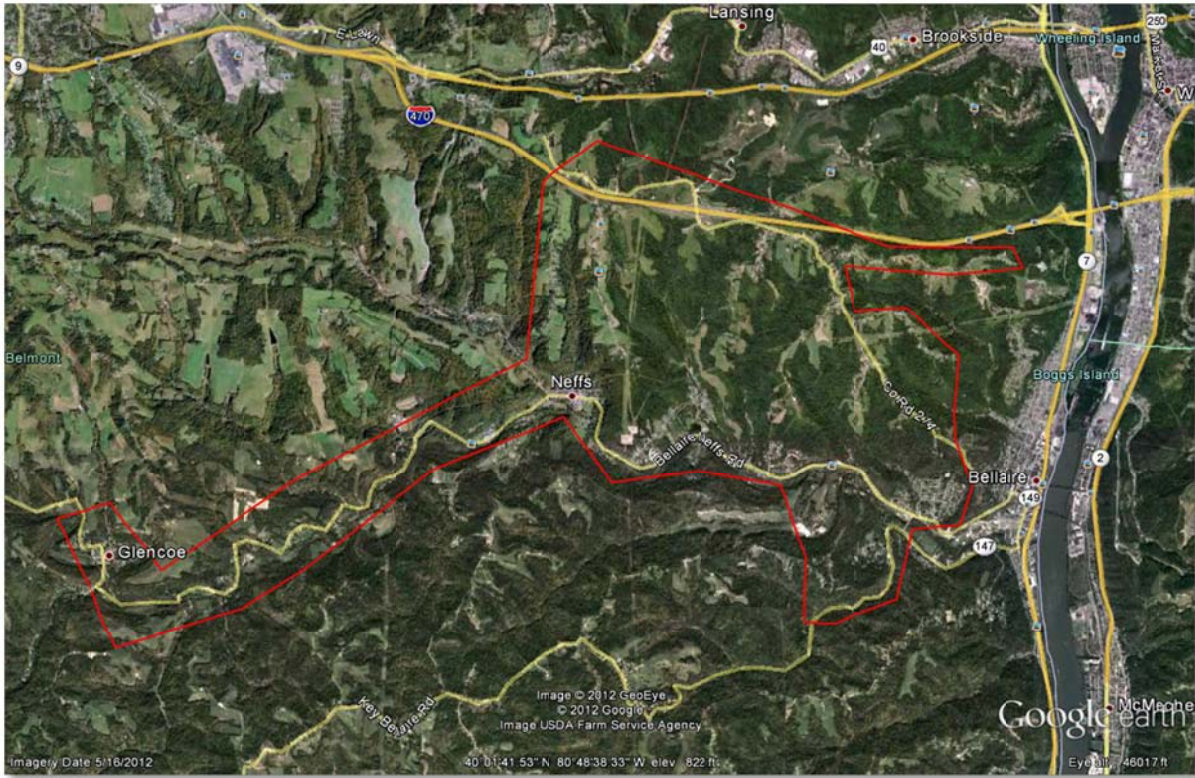 Lansing
250
E Lawn
40
Brookside
Wheeling Island
Main St
9
W
470
7
Belmont
Neffs
Boggs Island
Co Rd 214
Bellaire Neffs Rd
2
Bellaire
149
Glencoe
147
Key Bellaire Rd
Image © 2012 GeoEye
© 2012 Google
Image USDA Farm Service Agency
McMeche
Google earth
Imagery Date 5/16/2012
40°01'41.53" N 80°48'38.33" W elev 822 ft
Eye alt 46017 ft